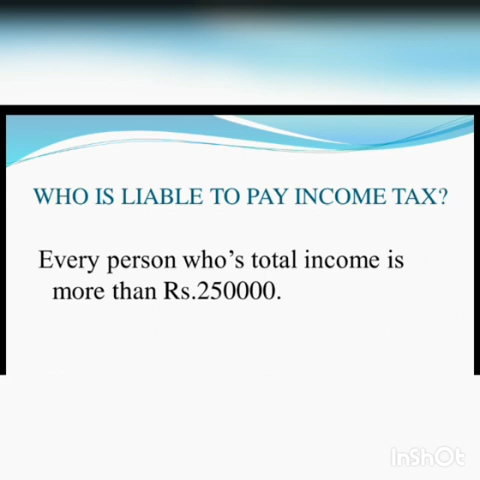 WHO IS LIABLE TO PAY INCOME TAX?
Every person who's total income is
more than Rs.250000.
InShOt